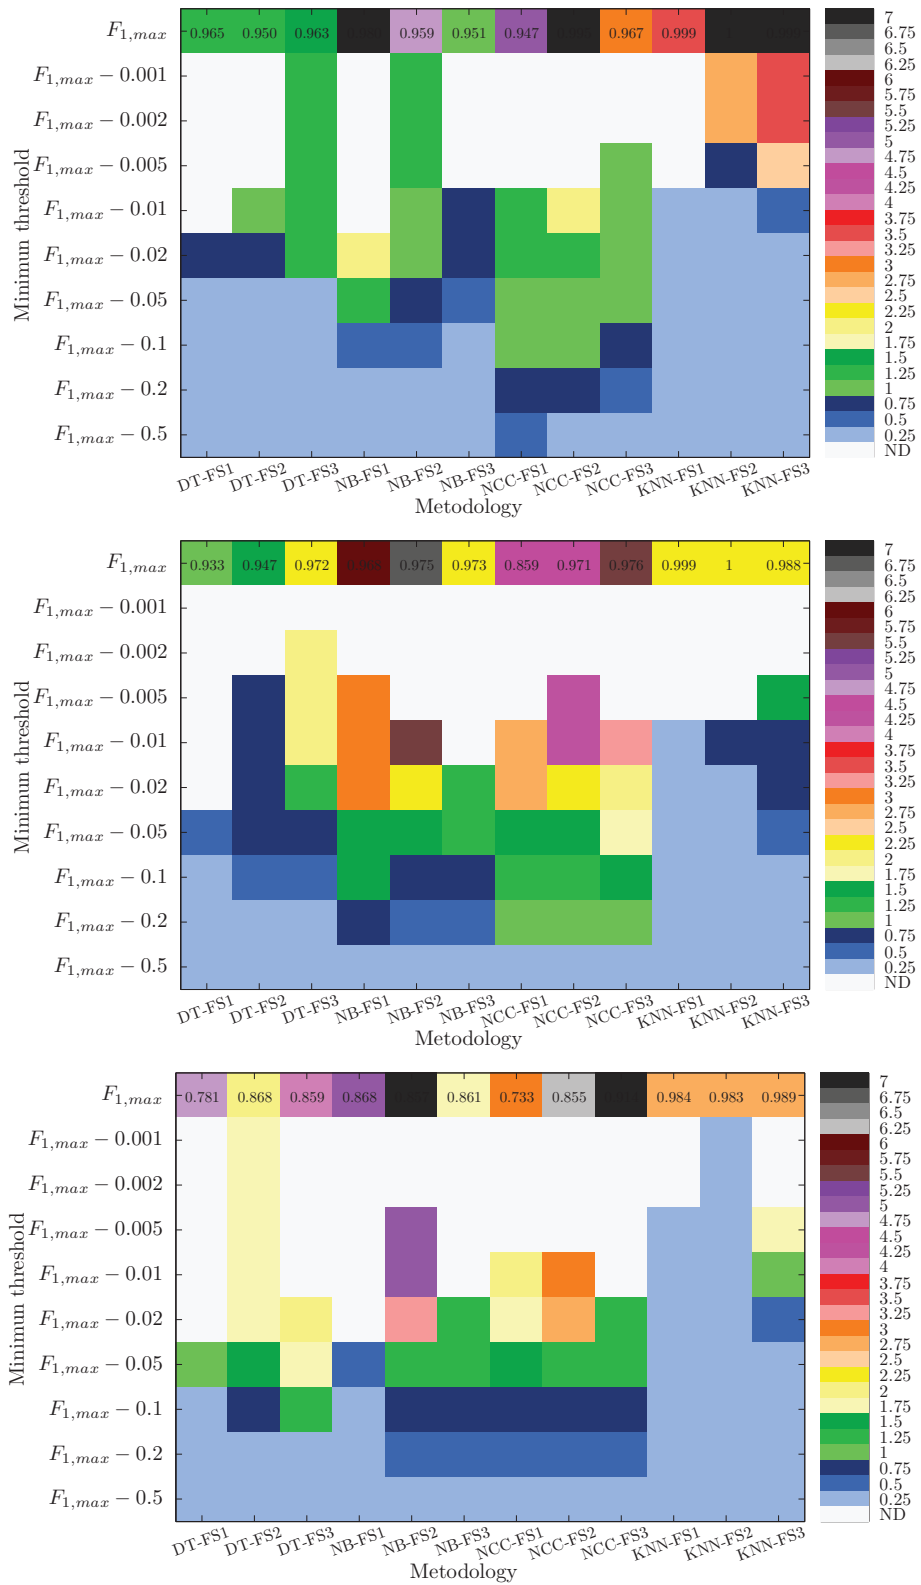 F1,max
0.965 0.950 0.963 0.959 0.951 0.947 0.967 0.999
F1,max − 0.001
F1,max − 0.002
F1,max − 0.005
F1,max − 0.01
F1,max − 0.02
F1,max − 0.05
F1,max − 0.1
F1,max − 0.2
F1,max − 0.5
Minimun threshold
DT-FS1 DT-FS2 DT-FS3 NB-FS1 NB-FS2 NB-FS3 NCC-FS1 NCC-FS2 NCC-FS3 KNN-FS1 KNN-FS2 KNN-FS3
Metodology
7
6.75
6.5
6.25
6
5.75
5.5
5.25
5
4.75
4.5
4.25
4
3.75
3.5
3.25
3
2.75
2.5
2.25
2
1.75
1.5
1.25
1
0.75
0.5
0.25
ND
F1,max
0.933 0.947 0.972 0.975 0.973 0.859 0.971 0.976 0.999 1 0.988
F1,max − 0.001
F1,max − 0.002
F1,max − 0.005
F1,max − 0.01
F1,max − 0.02
F1,max − 0.05
F1,max − 0.1
F1,max − 0.2
F1,max − 0.5
Minimun threshold
DT-FS1 DT-FS2 DT-FS3 NB-FS1 NB-FS2 NB-FS3 NCC-FS1 NCC-FS2 NCC-FS3 KNN-FS1 KNN-FS2 KNN-FS3
Metodology
7
6.75
6.5
6.25
6
5.75
5.5
5.25
5
4.75
4.5
4.25
4
3.75
3.5
3.25
3
2.75
2.5
2.25
2
1.75
1.5
1.25
1
0.75
0.5
0.25
ND
F1,max
0.781 0.868 0.859 0.868 0.861 0.733 0.855 0.984 0.983 0.989
F1,max − 0.001
F1,max − 0.002
F1,max − 0.005
F1,max − 0.01
F1,max − 0.02
F1,max − 0.05
F1,max − 0.1
F1,max − 0.2
F1,max − 0.5
Minimun threshold
DT-FS1 DT-FS2 DT-FS3 NB-FS1 NB-FS2 NB-FS3 NCC-FS1 NCC-FS2 NCC-FS3 KNN-FS1 KNN-FS2 KNN-FS3
Metodology
7
6.75
6.5
6.25
6
5.75
5.5
5.25
5
4.75
4.5
4.25
4
3.75
3.5
3.25
3
2.75
2.5
2.25
2
1.75
1.5
1.25
1
0.75
0.5
0.25
ND